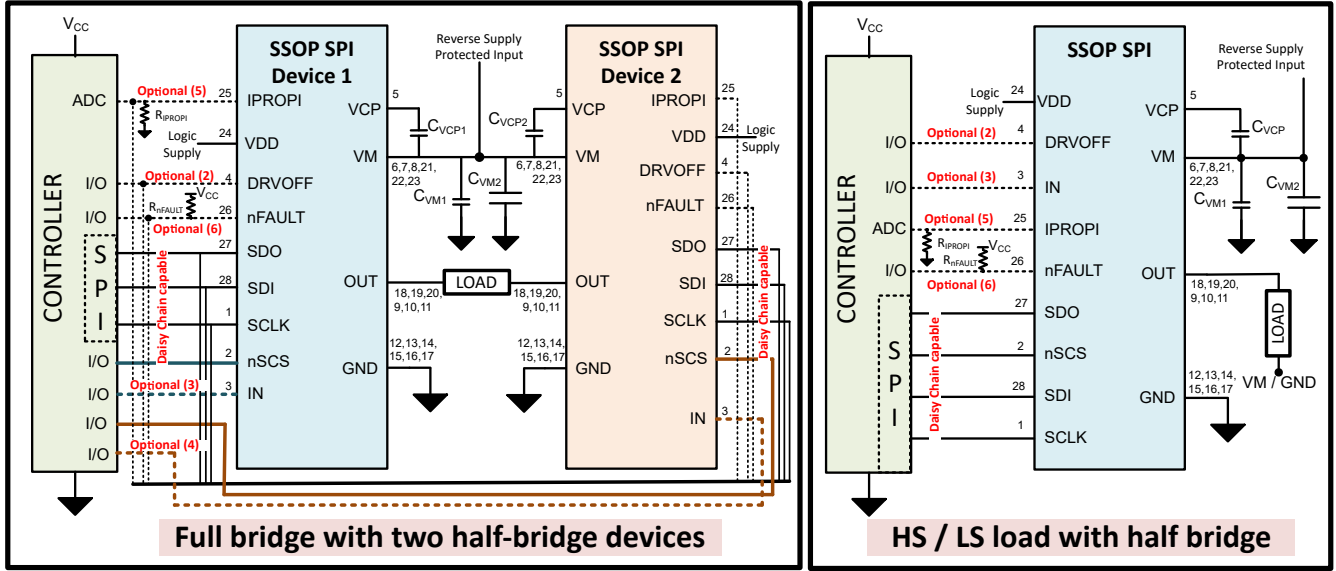 VCC
CONTROLLER
ADC
I/O
I/O
S
P
I
I/O
I/O
I/O
I/O
Optional (5)
RIPROPI
Logic
Supply
Optional (2)
RnFAULT
VCC
Optional (6)
Daisy Chain capable
Optional (3)
Optional (4)
25
24
4
26
27
28
1
2
3
SSOP SPI
Device 1
IPROPI
VDD
DRVOFF
nFAULT
SDO
SDI
SCLK
nSCS
IN
VCP
VM
OUT
GND
5
CVCP1
6,7,8,21,
22,23
18,19,20,
9,10,11
12,13,14,
15,16,17
Reverse Supply
Protected Input
CVM1
CVM2
LOAD
5
CVCP2
6,7,8,21,
22,23
18,19,20,
9,10,11
12,13,14,
15,16,17
SSOP SPI
Device 2
VCP
VM
OUT
GND
IPROPI
VDD
DRVOFF
nFAULT
SDO
SDI
SCLK
nSCS
IN
25
24
Logic
Supply
4
26
27
28
1
2
3
Daisy Chain capable
Full bridge with two half-bridge devices
VCC
CONTROLLER
I/O
I/O
ADC
I/O
S
P
I
Logic
Supply
Optional (2)
Optional (3)
Optional (5)
RIPROPI
VCC
RnFAULT
Optional (6)
Daisy Chain capable
24
4
3
25
26
27
2
28
1
SSOP SPI
VDD
DRVOFF
IN
IPROPI
nFAULT
SDO
nSCS
SDI
SCLK
VCP
VM
OUT
GND
5
CVCP
6,7,8,21,
22,23
Reverse Supply
Protected Input
CVM1
CVM2
18,19,20,
9,10,11
LOAD
VM / GND
12,13,14,
15,16,17
HS / LS load with half bridge